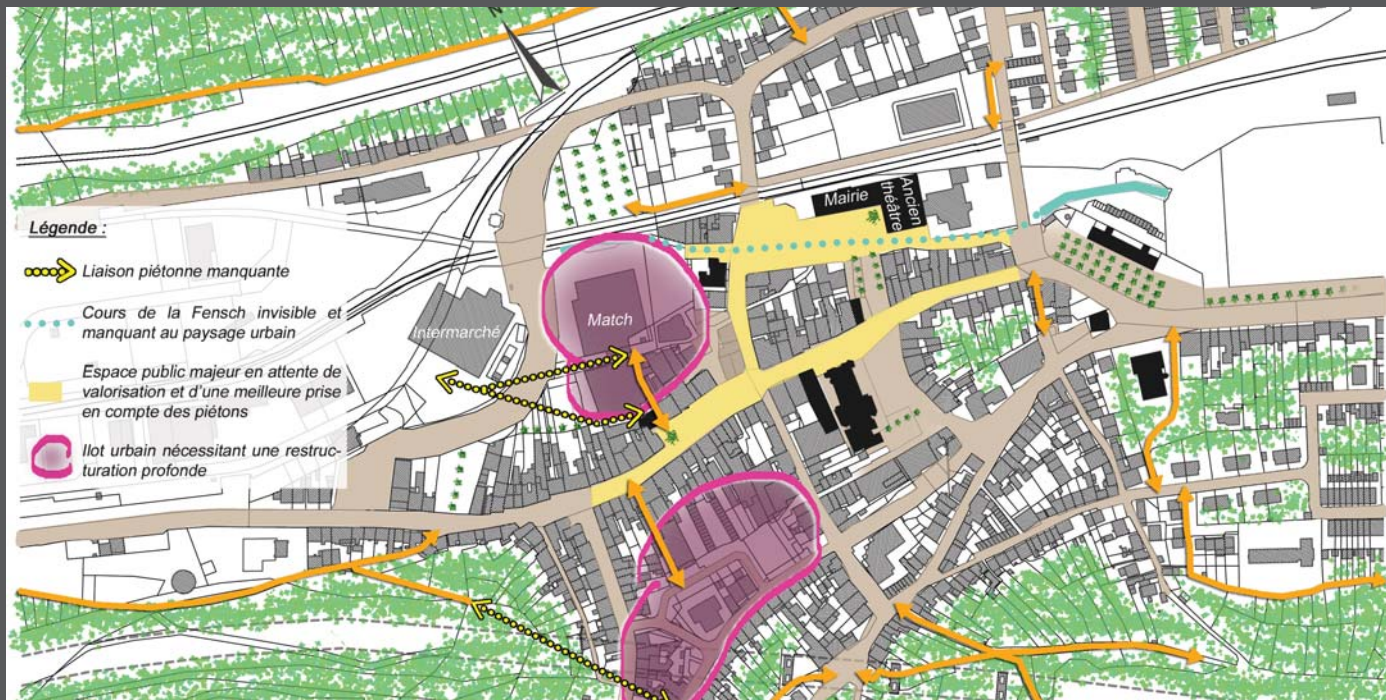 N
Mairie
Ancien
théâtre
Légende :
Liaison piétonne manquante
Cours de la Fensch invisible et
manquant au paysage urbain
Espace public majeur en attente de
valorisation et d'une meilleure prise
en compte des piétons
Ilot urbain nécessitant une restruc-
turation profonde
Intermarché
Match